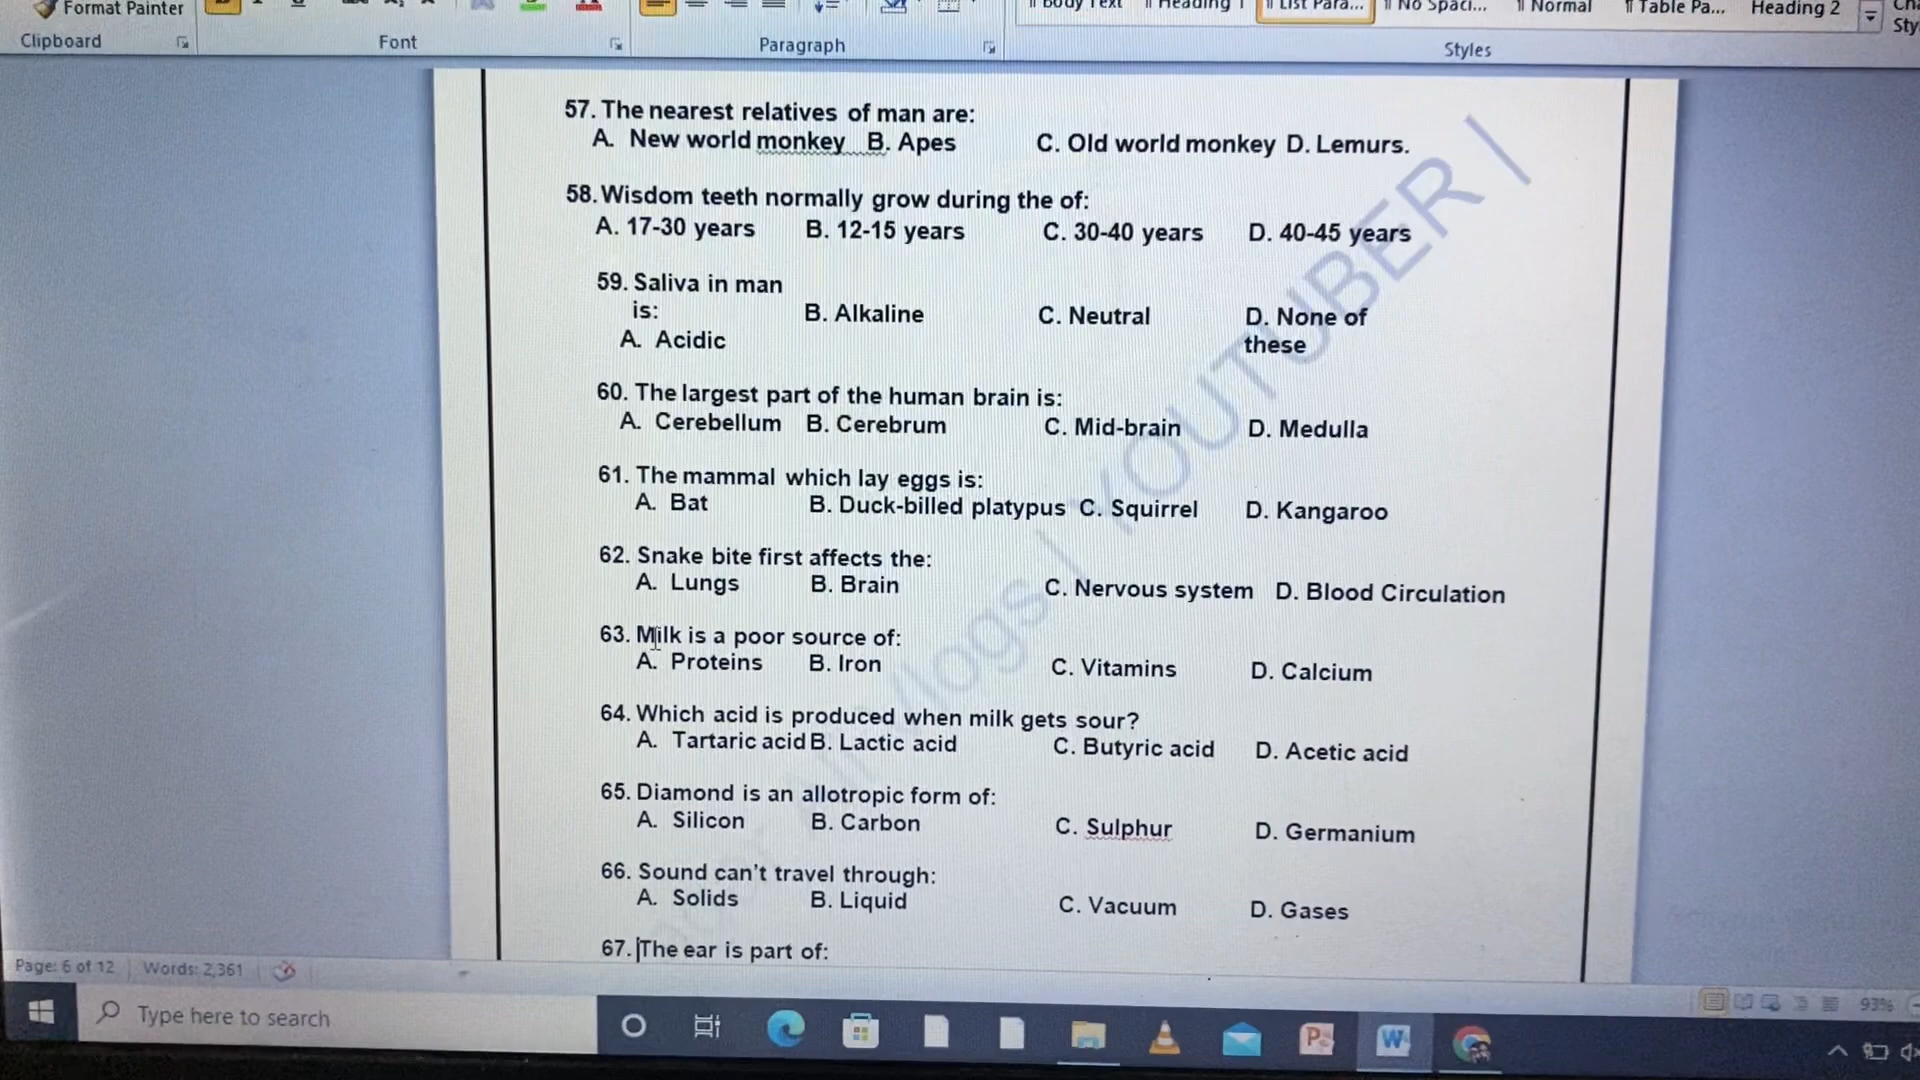 Format Painter
Body Text Heading 1 List Para... No Spaci... Normal Table Pa... Heading 2
Clipboard Font Paragraph Styles
57. The nearest relatives of man are:
A. New world monkey B. Apes C. Old world monkey D. Lemurs.
58. Wisdom teeth normally grow during the of:
A. 17-30 years B. 12-15 years C. 30-40 years D. 40-45 years
59. Saliva in man
is: B. Alkaline C. Neutral D. None of
A. Acidic these
60. The largest part of the human brain is:
A. Cerebellum B. Cerebrum C. Mid-brain D. Medulla
61. The mammal which lay eggs is:
A. Bat B. Duck-billed platypus C. Squirrel D. Kangaroo
62. Snake bite first affects the:
A. Lungs B. Brain C. Nervous system D. Blood Circulation
63. Milk is a poor source of:
A. Proteins B. Iron C. Vitamins D. Calcium
64. Which acid is produced when milk gets sour?
A. Tartaric acid B. Lactic acid C. Butyric acid D. Acetic acid
65. Diamond is an allotropic form of:
A. Silicon B. Carbon C. Sulphur D. Germanium
66. Sound can't travel through:
A. Solids B. Liquid C. Vacuum D. Gases
67. The ear is part of:
Vlogs | YOUTUBER |
Page: 6 of 12 Words: 2,361 93%
Type here to search